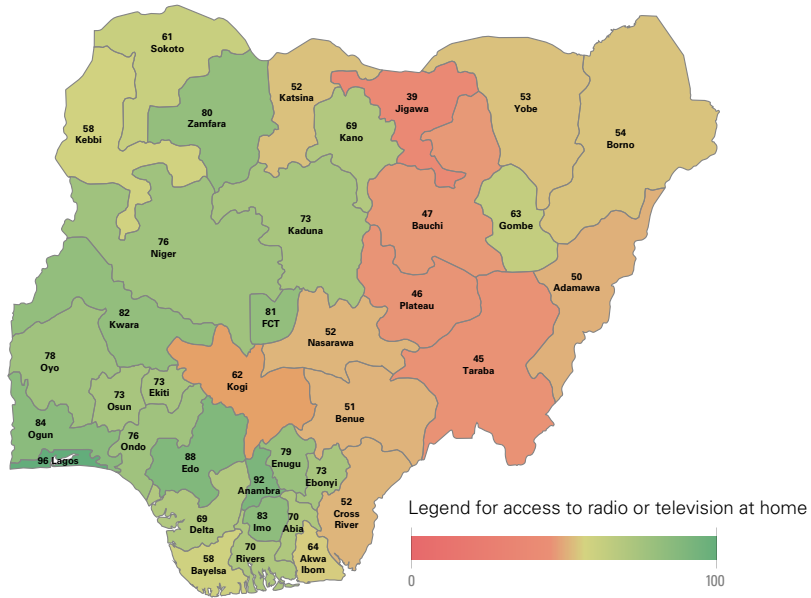 61
Sokoto
52
Katsina
39
Jigawa
53
Yobe
80
Zamfara
58
Kebbi
69
Kano
54
Borno
73
Kaduna
47
Bauchi
63
Gombe
76
Niger
50
Adamawa
46
Plateau
81
FCT
82
Kwara
52
Nasarawa
78
Oyo
45
Taraba
62
Kogi
73
Ekiti
73
Osun
51
Benue
84
Ogun
76
Ondo
96 Lagos
88
Edo
79
Enugu
73
Ebonyi
92
Anambra
52
Cross
River
69
Delta
83
Imo
70
Abia
64
Akwa
Ibom
70
Rivers
58
Bayelsa
Legend for access to radio or television at home
0
100